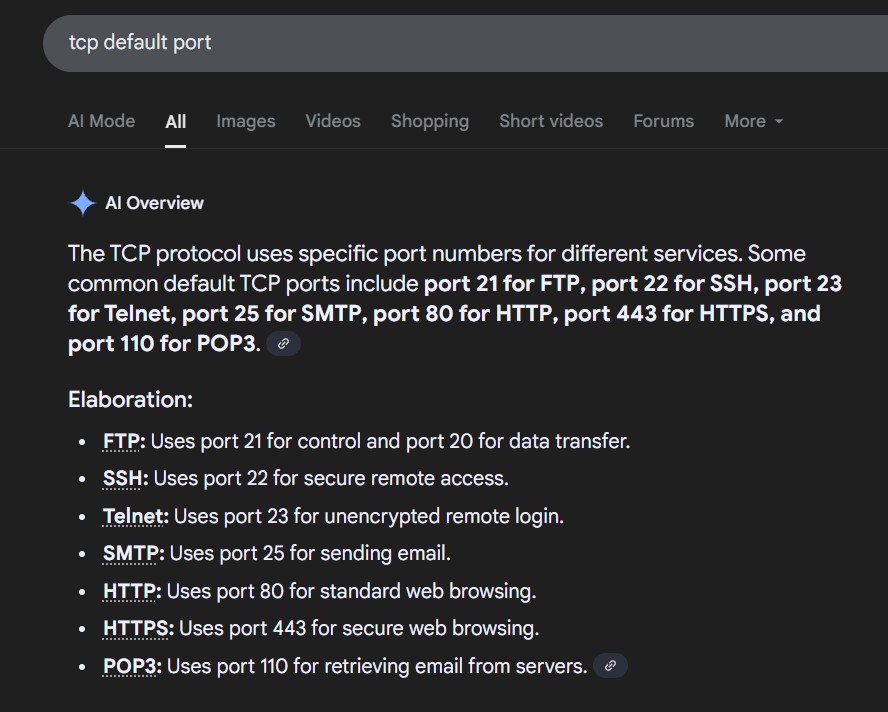 tcp default port
AI Mode All Images Videos Shopping Short videos Forums More
AI Overview
The TCP protocol uses specific port numbers for different services. Some
common default TCP ports include port 21 for FTP, port 22 for SSH, port 23
for Telnet, port 25 for SMTP, port 80 for HTTP, port 443 for HTTPS, and
port 110 for POP3.
Elaboration:
• FTP: Uses port 21 for control and port 20 for data transfer.
• SSH: Uses port 22 for secure remote access.
• Telnet: Uses port 23 for unencrypted remote login.
• SMTP: Uses port 25 for sending email.
• HTTP: Uses port 80 for standard web browsing.
• HTTPS: Uses port 443 for secure web browsing.
• POP3: Uses port 110 for retrieving email from servers.